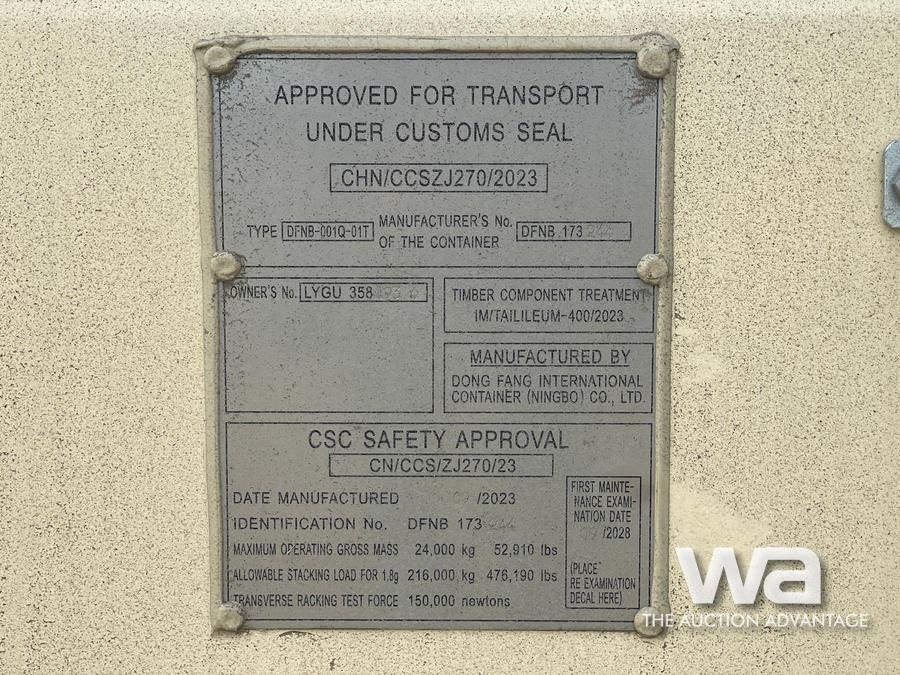 APPROVED FOR TRANSPORT
UNDER CUSTOMS SEAL
CHN/CCSZJ270/2023
TYPE DFNB-001Q-01T MANUFACTURER'S No.
OF THE CONTAINER DFNB 173
OWNER'S No. LYGU 358
TIMBER COMPONENT TREATMENT
IM/TAILILEUM-400/2023
MANUFACTURED BY
DONG FANG INTERNATIONAL
CONTAINER (NINGBO) CO., LTD.
CSC SAFETY APPROVAL
CN/CCS/ZJ270/23
DATE MANUFACTURED /2023
IDENTIFICATION No. DFNB 173
MAXIMUM OPERATING GROSS MASS 24,000 kg 52,910 lbs
ALLOWABLE STACKING LOAD FOR 1.8g 216,000 kg 476,190 lbs
TRANSVERSE RACKING TEST FORCE 150,000 newtons
FIRST MAINTE-
NANCE EXAMI-
NATION DATE
/2028
(PLACE
RE EXAMINATION
DECAL HERE)
wa
THE AUCTION ADVANTAGE